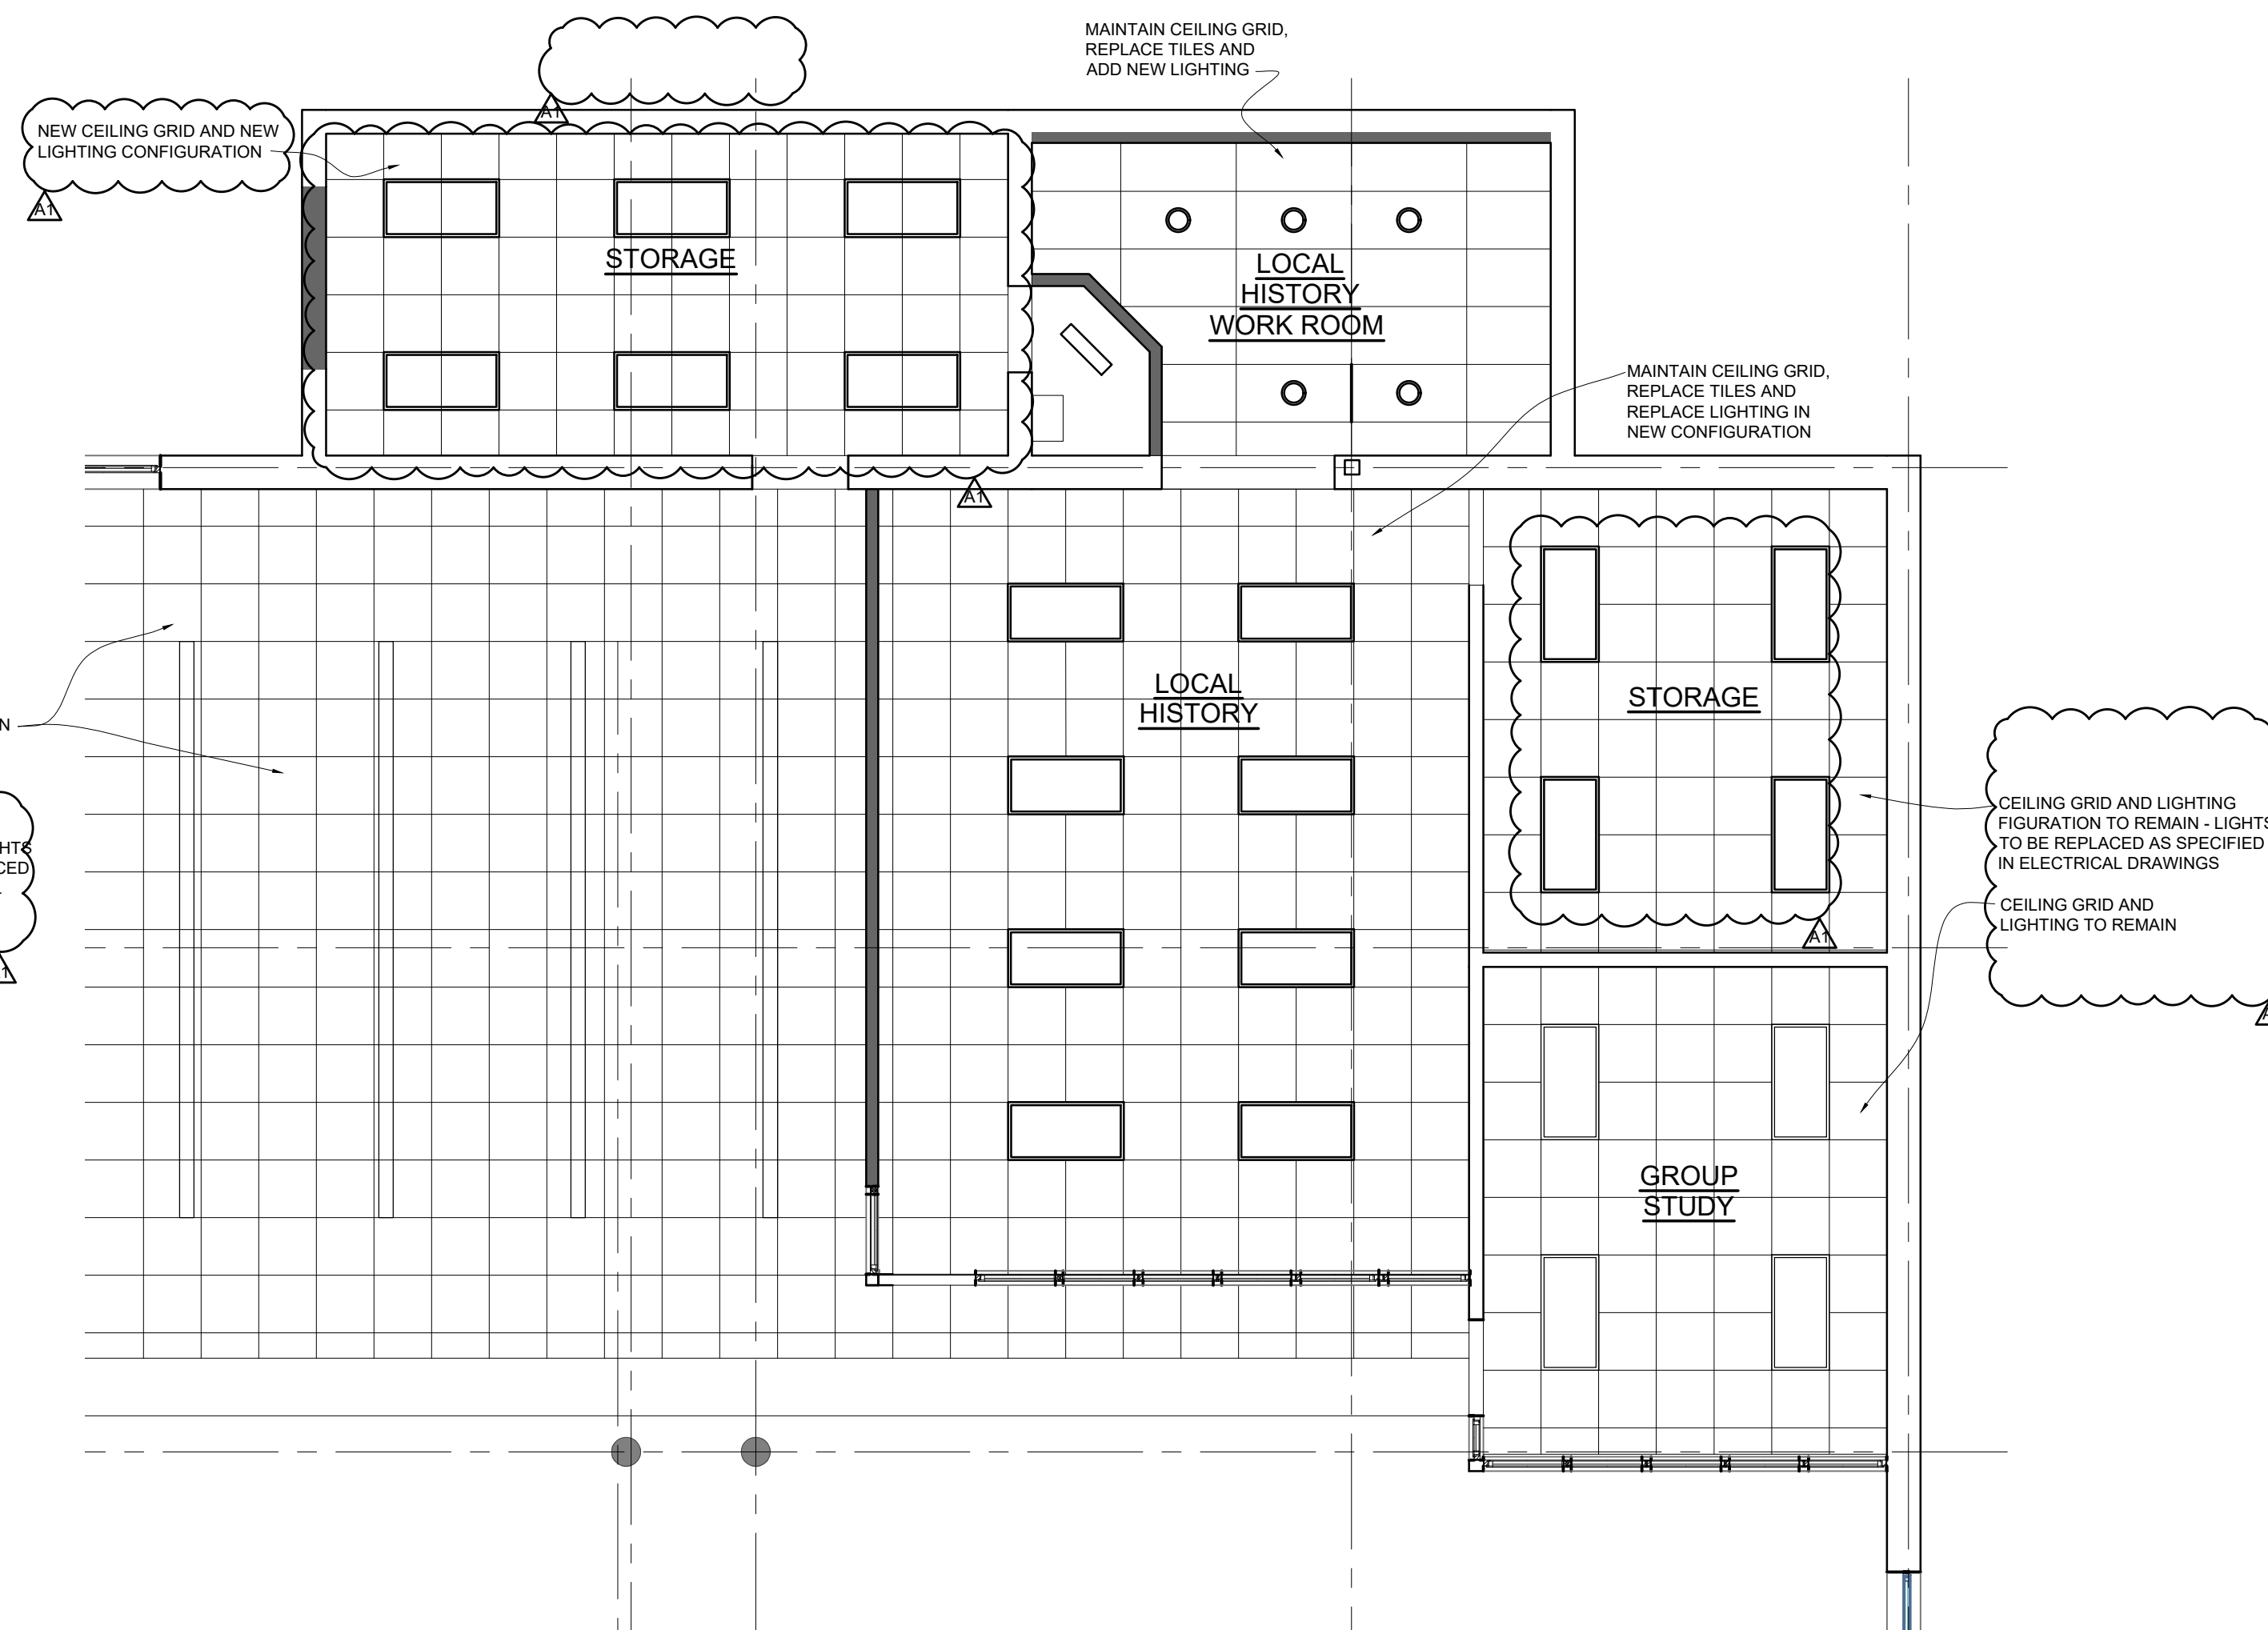 MAINTAIN CEILING GRID,
REPLACE TILES AND
ADD NEW LIGHTING
NEW CEILING GRID AND NEW
LIGHTING CONFIGURATION
A1
A1
STORAGE
LOCAL
HISTORY
WORK ROOM
MAINTAIN CEILING GRID,
REPLACE TILES AND
REPLACE LIGHTING IN
NEW CONFIGURATION
A1
LOCAL
HISTORY
STORAGE
A1
N
HTS
CED
1
CEILING GRID AND LIGHTING
FIGURATION TO REMAIN - LIGHTS
TO BE REPLACED AS SPECIFIED
IN ELECTRICAL DRAWINGS
CEILING GRID AND
LIGHTING TO REMAIN
GROUP
STUDY